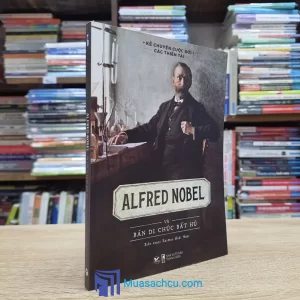 KỂ CHUYỆN CUỘC ĐỜI
CÁC THIÊN TÀI
ALFRED NOBEL
VÀ
BẢN DI CHÚC BẤT HỦ
Muasachcu.com